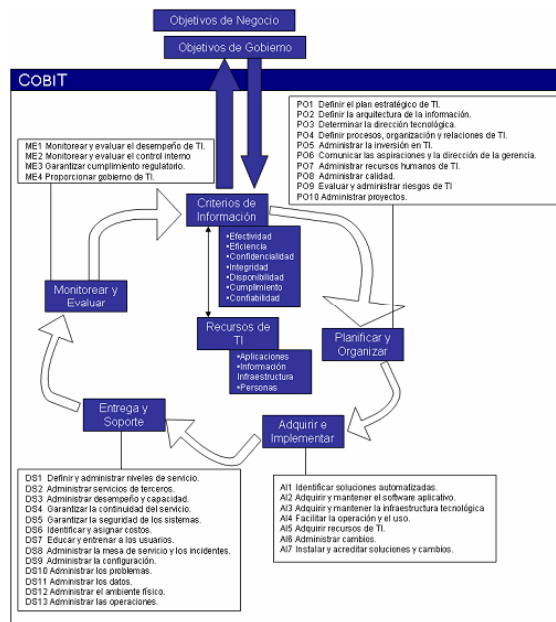 Objetivos de Negocio
Objetivos de Gobierno
COBIT
ME1 Monitorear y evaluar el desempeño de TI.
ME2 Monitorear y evaluar el control interno
ME3 Garantizar cumplimiento regulatorio.
ME4 Proporcionar gobierno de TI.
PO1 Definir el plan estratégico de TI.
PO2 Definir la arquitectura de la información.
PO3 Determinar la dirección tecnológica.
PO4 Definir procesos, organización y relaciones de TI.
PO5 Administrar la inversión en TI.
PO6 Comunicar las aspiraciones y la dirección de la gerencia.
PO7 Administrar recursos humanos de TI.
PO8 Administrar calidad.
PO9 Evaluar y administrar riesgos de TI
PO10 Administrar proyectos.
Criterios de
Información
•Efectividad
•Eficiencia
•Confidencialidad
•Integridad
•Disponibilidad
•Cumplimiento
•Confiabilidad
Monitorear y
Evaluar
Recursos de
TI
•Aplicaciones
•Información
Infraestructura
•Personas
Planificar y
Organizar
Entrega y
Soporte
Adquirir e
Implementar
DS1 Definir y administrar niveles de servicio.
DS2 Administrar servicios de terceros.
DS3 Administrar desempeño y capacidad.
DS4 Garantizar la continuidad del servicio.
DS5 Garantizar la seguridad de los sistemas.
DS6 Identificar y asignar costos.
DS7 Educar y entrenar a los usuarios.
DS8 Administrar la mesa de servicio y los incidentes.
DS9 Administrar la configuración.
DS10 Administrar los problemas.
DS11 Administrar los datos.
DS12 Administrar el ambiente físico.
DS13 Administrar las operaciones.
AI1 Identificar soluciones automatizadas.
AI2 Adquirir y mantener el software aplicativo.
AI3 Adquirir y mantener la infraestructura tecnológica
AI4 Facilitar la operación y el uso.
AI5 Adquirir recursos de TI.
AI6 Administrar cambios.
AI7 Instalar y acreditar soluciones y cambios.